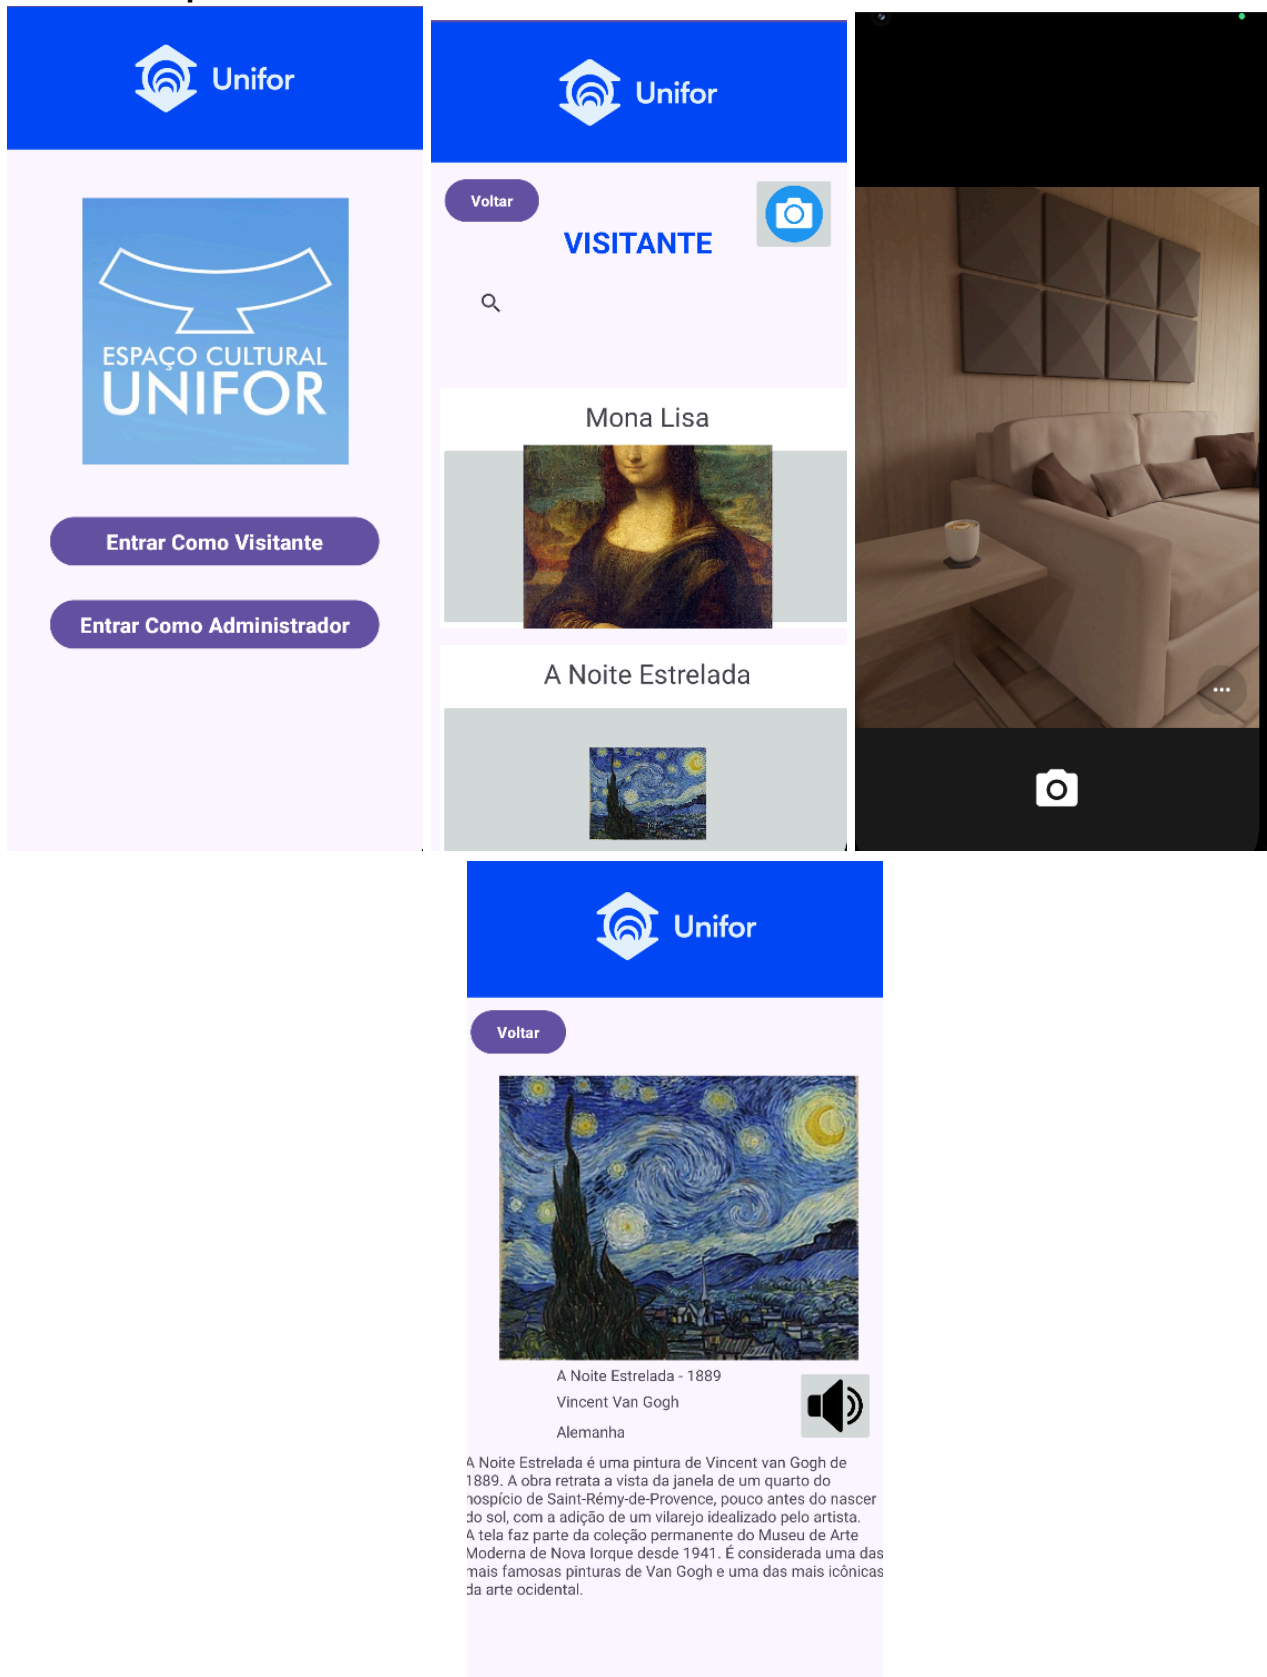 Unifor
ESPAÇO CULTURAL
UNIFOR
Entrar Como Visitante
Entrar Como Administrador
Unifor
Voltar
VISITANTE
Mona Lisa
A Noite Estrelada
Unifor
Voltar
A Noite Estrelada - 1889
Vincent Van Gogh
Alemanha
A Noite Estrelada é uma pintura de Vincent van Gogh de
1889. A obra retrata a vista da janela de um quarto do
hospício de Saint-Rémy-de-Provence, pouco antes do nascer
do sol, com a adição de um vilarejo idealizado pelo artista.
A tela faz parte da coleção permanente do Museu de Arte
Moderna de Nova Iorque desde 1941. É considerada uma das
mais famosas pinturas de Van Gogh e uma das mais icônicas
da arte ocidental.